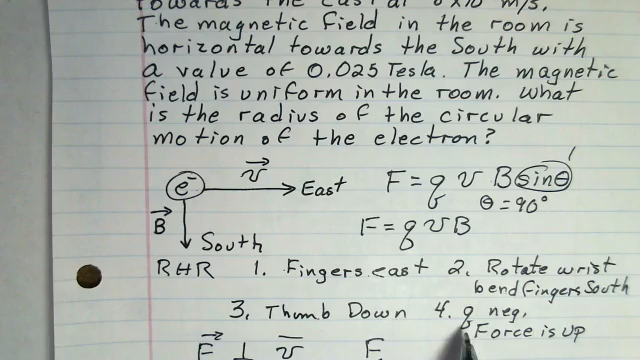 towards the East at 8x10 m/s.
The magnetic field in the room is
horizontal towards the South with
a value of 0.025 Tesla. The magnetic
field is uniform in the room. What
is the radius of the circular
motion of the electron?
e⁻ v⃗ East F = q v B sinθ 1
θ = 90°
B⃗ South F = q v B
RHR 1. Fingers east 2. Rotate wrist
bend fingers South
3. Thumb Down 4. q neg.
Force is up
F⃗ ⊥ v F